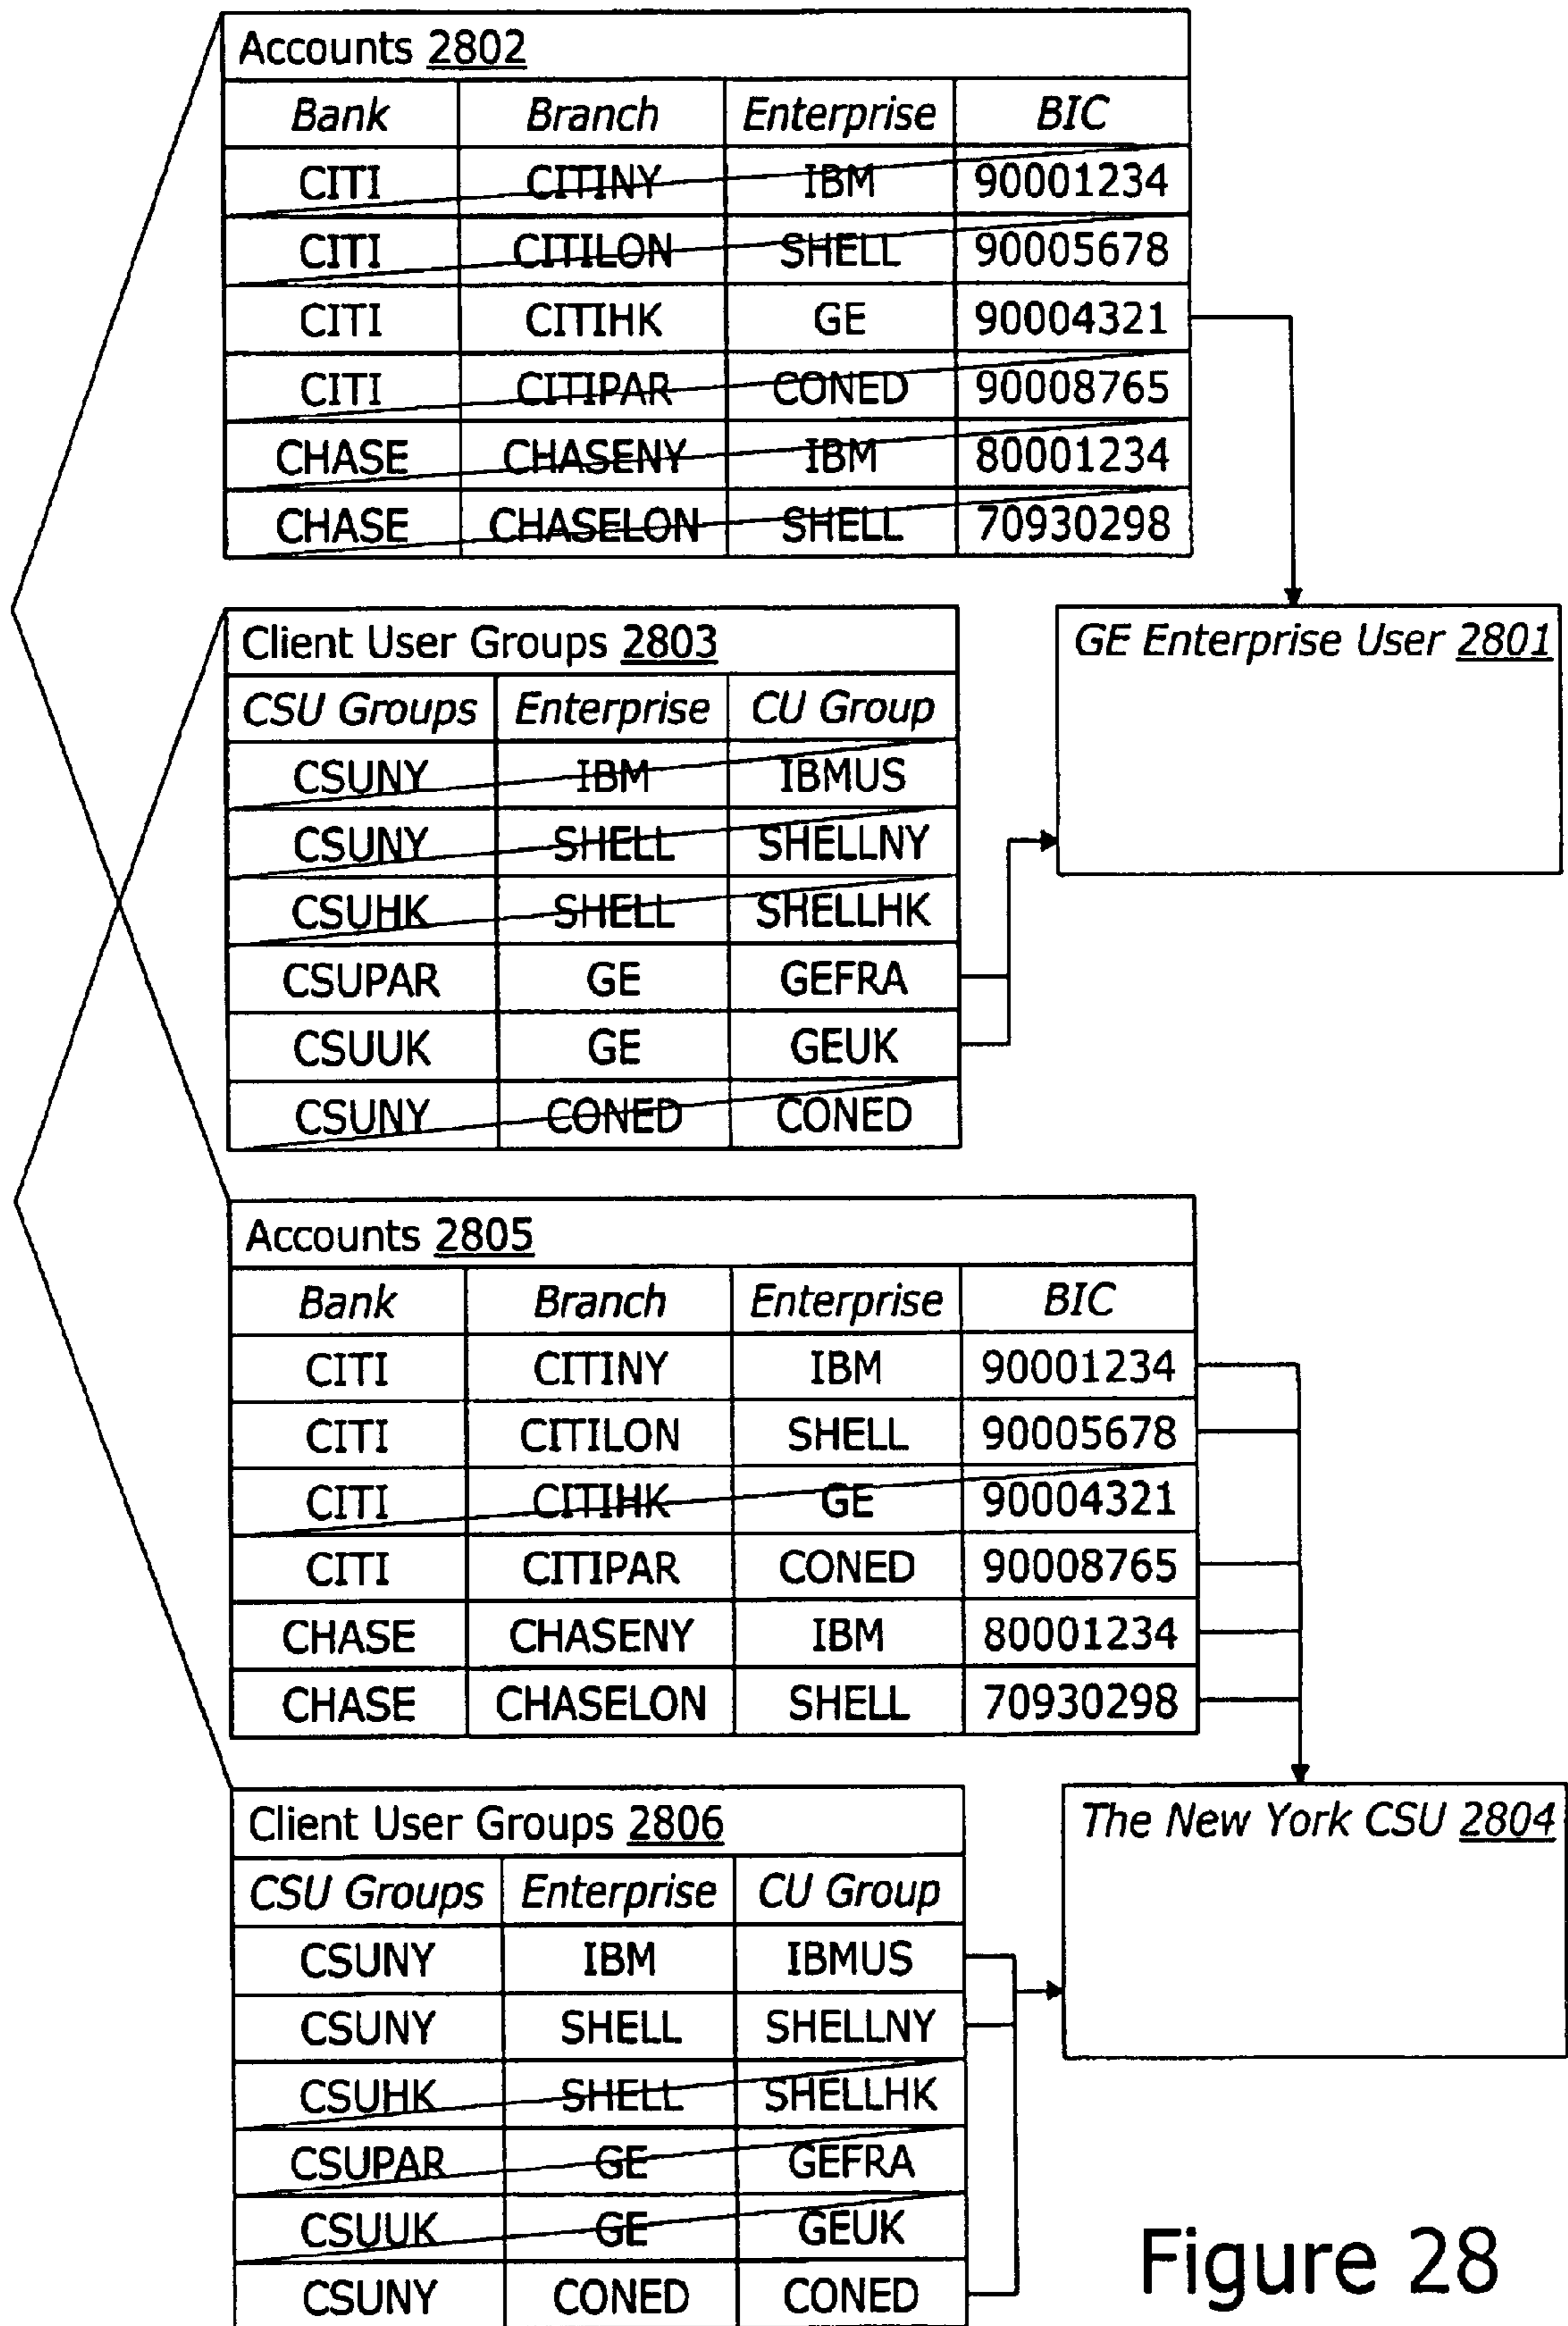 Accounts 2802
Bank Branch Enterprise BIC
CITI CITINY IBM 90001234
CITI CITILON SHELL 90005678
CITI CITIHK GE 90004321
CITI CITIPAR CONED 90008765
CHASE CHASENY IBM 80001234
CHASE CHASELON SHELL 70930298
Client User Groups 2803
CSU Groups Enterprise CU Group
CSUNY IBM IBMUS
CSUNY SHELL SHELLNY
CSUHK SHELL SHELLHK
CSUPAR GE GEFRA
CSUUK GE GEUK
CSUNY CONED CONED
GE Enterprise User 2801
Accounts 2805
Bank Branch Enterprise BIC
CITI CITINY IBM 90001234
CITI CITILON SHELL 90005678
CITI CITIHK GE 90004321
CITI CITIPAR CONED 90008765
CHASE CHASENY IBM 80001234
CHASE CHASELON SHELL 70930298
Client User Groups 2806
CSU Groups Enterprise CU Group
CSUNY IBM IBMUS
CSUNY SHELL SHELLNY
CSUHK SHELL SHELLHK
CSUPAR GE GEFRA
CSUUK GE GEUK
CSUNY CONED CONED
The New York CSU 2804
Figure 28